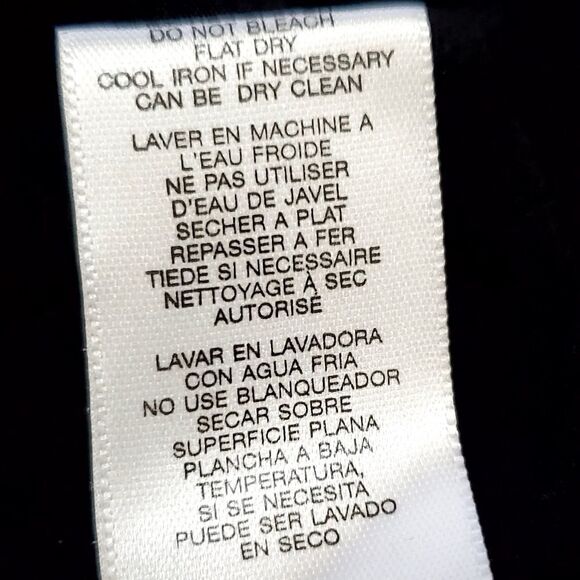 DO NOT BLEACH
FLAT DRY
COOL IRON IF NECESSARY
CAN BE DRY CLEAN
LAVER EN MACHINE A
L'EAU FROIDE
NE PAS UTILISER
D'EAU DE JAVEL
SECHER A PLAT
REPASSER A FER
TIEDE SI NECESSAIRE
NETTOYAGE À SEC
AUTORISÉ
LAVAR EN LAVADORA
CON AGUA FRIA
NO USE BLANQUEADOR
SECAR SOBRE
SUPERFICIE PLANA
PLANCHA A BAJA
TEMPERATURA,
SI SE NECESITA
PUEDE SER LAVADO
EN SECO